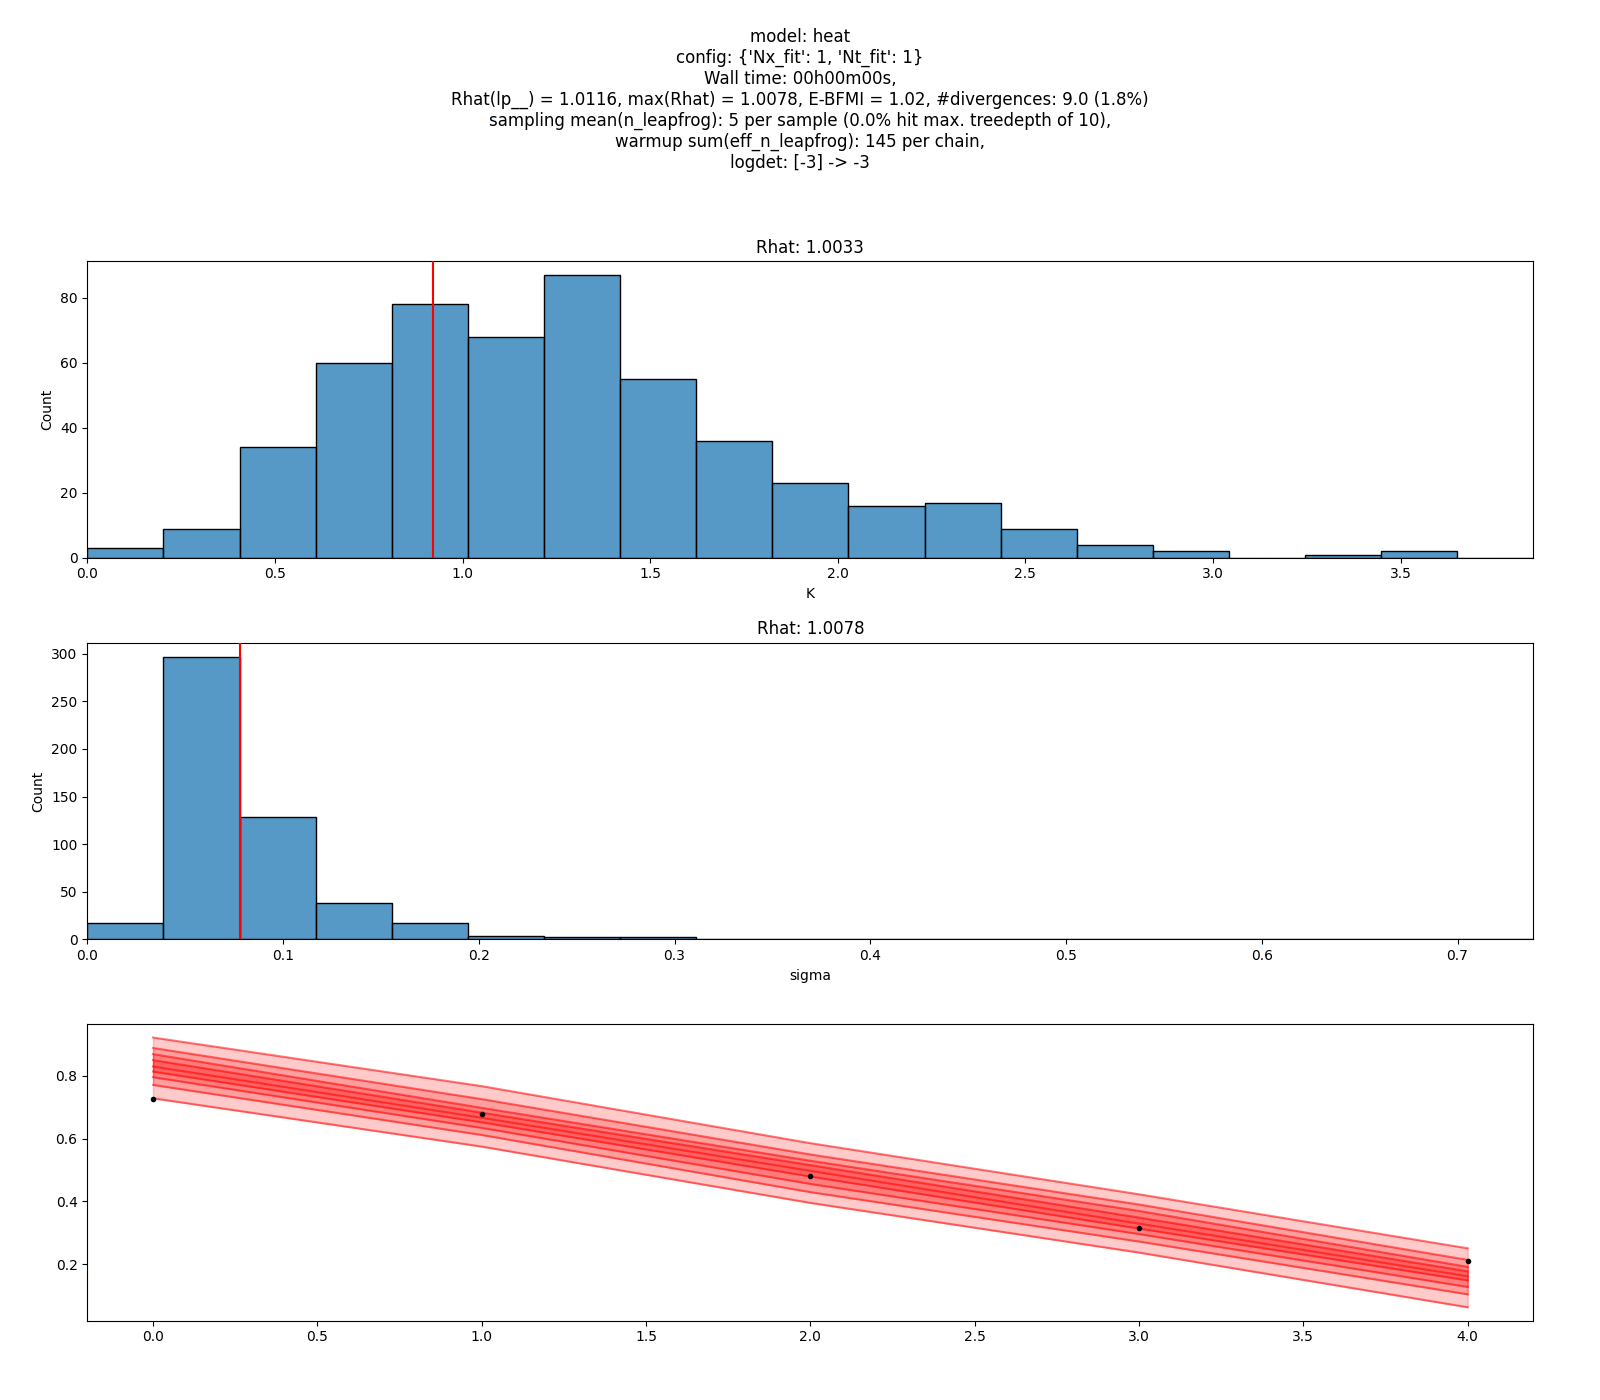 model: heat
config: {'Nx_fit': 1, 'Nt_fit': 1}
Wall time: 00h00m00s,
Rhat(lp__) = 1.0116, max(Rhat) = 1.0078, E-BFMI = 1.02, #divergences: 9.0 (1.8%)
sampling mean(n_leapfrog): 5 per sample (0.0% hit max. treedepth of 10),
warmup sum(eff_n_leapfrog): 145 per chain,
logdet: [-3] -> -3
Rhat: 1.0033
80
60
40
20
0
Count
0.0 0.5 1.0 1.5 2.0 2.5 3.0 3.5
K
Rhat: 1.0078
300
250
200
150
100
50
0
Count
0.0 0.1 0.2 0.3 0.4 0.5 0.6 0.7
sigma
0.8
0.6
0.4
0.2
0.0 0.5 1.0 1.5 2.0 2.5 3.0 3.5 4.0